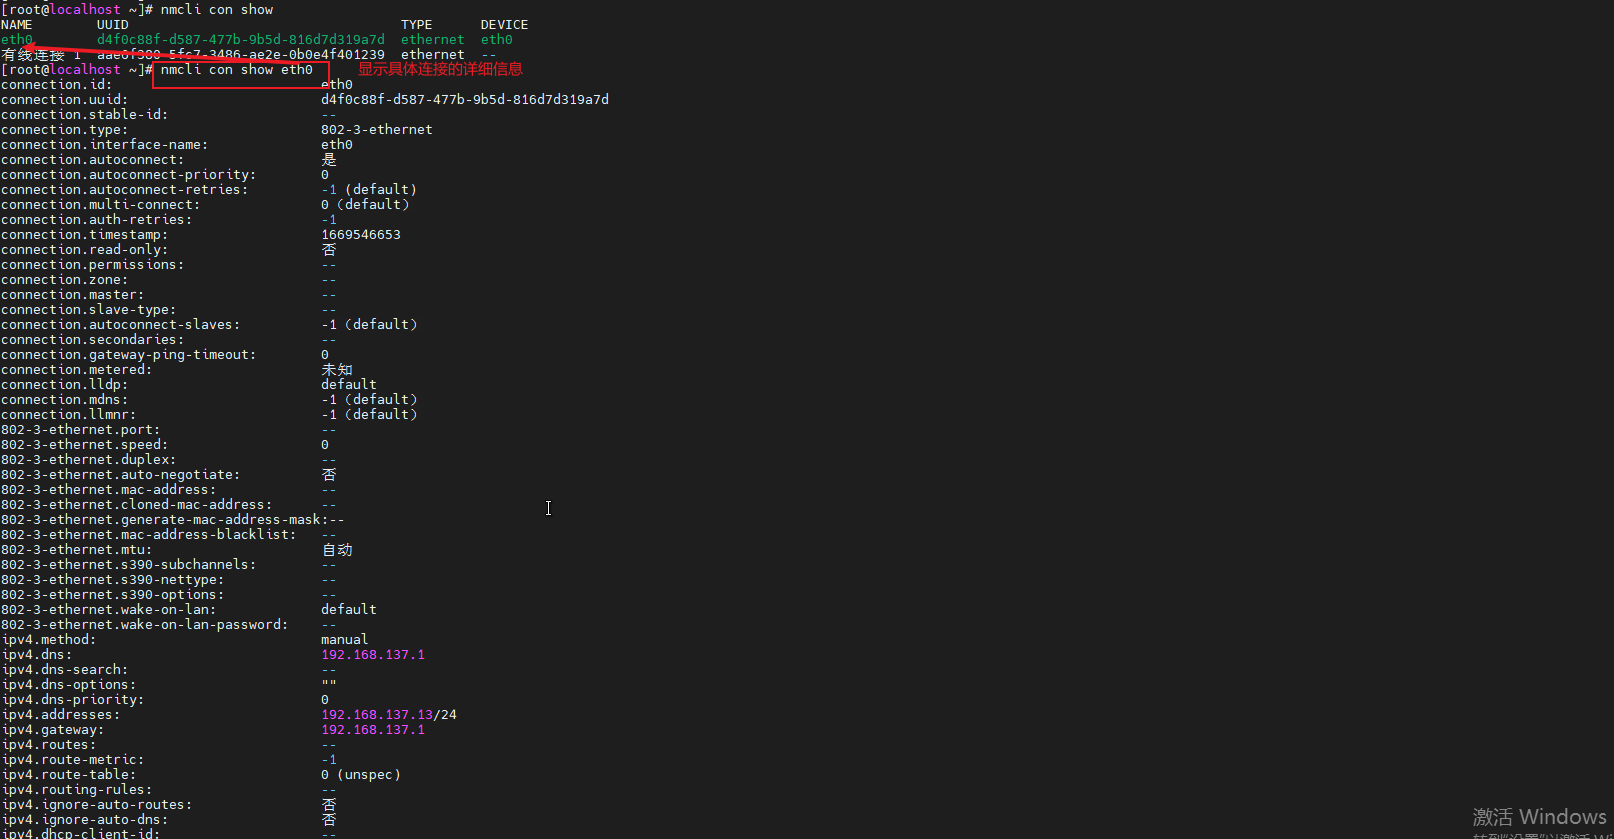 [root@localhost ~]# nmcli con show
NAME UUID TYPE DEVICE
eth0 d4f0c88f-d587-477b-9b5d-816d7d319a7d ethernet eth0
有线连接 1 5fc7-3486-ae2e-0b0e4f401239 ethernet --
[root@localhost ~]# nmcli con show eth0 显示具体连接的详细信息
connection.id: eth0
connection.uuid: d4f0c88f-d587-477b-9b5d-816d7d319a7d
connection.stable-id: --
connection.type: 802-3-ethernet
connection.interface-name: eth0
connection.autoconnect: 是
connection.autoconnect-priority: 0
connection.autoconnect-retries: -1 (default)
connection.multi-connect: 0 (default)
connection.auth-retries: -1
connection.timestamp: 1669546653
connection.read-only: 否
connection.permissions: --
connection.zone: --
connection.master: --
connection.slave-type: --
connection.autoconnect-slaves: -1 (default)
connection.secondaries: --
connection.gateway-ping-timeout: 0
connection.metered: 未知
connection.lldp: default
connection.mdns: -1 (default)
connection.llmnr: -1 (default)
802-3-ethernet.port: --
802-3-ethernet.speed: 0
802-3-ethernet.duplex: --
802-3-ethernet.auto-negotiate: 否
802-3-ethernet.mac-address: --
802-3-ethernet.cloned-mac-address: --
802-3-ethernet.generate-mac-address-mask:--
802-3-ethernet.mac-address-blacklist: --
802-3-ethernet.mtu: 自动
802-3-ethernet.s390-subchannels: --
802-3-ethernet.s390-nettype: --
802-3-ethernet.s390-options: --
802-3-ethernet.wake-on-lan: default
802-3-ethernet.wake-on-lan-password: --
ipv4.method: manual
ipv4.dns: 192.168.137.1
ipv4.dns-search: --
ipv4.dns-options: ""
ipv4.dns-priority: 0
ipv4.addresses: 192.168.137.13/24
ipv4.gateway: 192.168.137.1
ipv4.routes: --
ipv4.route-metric: -1
ipv4.route-table: 0 (unspec)
ipv4.routing-rules: --
ipv4.ignore-auto-routes: 否
ipv4.ignore-auto-dns: 否
ipv4.dhcp-client-id: --
激活 Windows